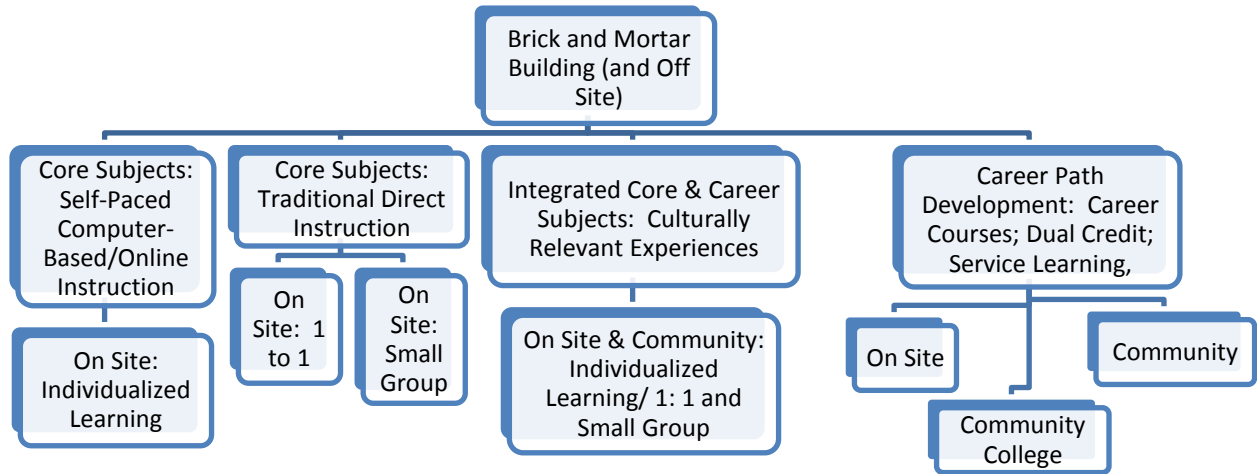 Brick and Mortar
Building (and Off
Site)
Core Subjects:
Self-Paced
Computer-
Based/Online
Instruction
Core Subjects:
Traditional Direct
Instruction
Integrated Core & Career
Subjects: Culturally
Relevant Experiences
Career Path
Development: Career
Courses; Dual Credit;
Service Learning,
On Site:
Individualized
Learning
On
Site: 1
to 1
On
Site:
Small
Group
On Site & Community:
Individualized
Learning/ 1: 1 and
Small Group
On Site
Community
College
Community